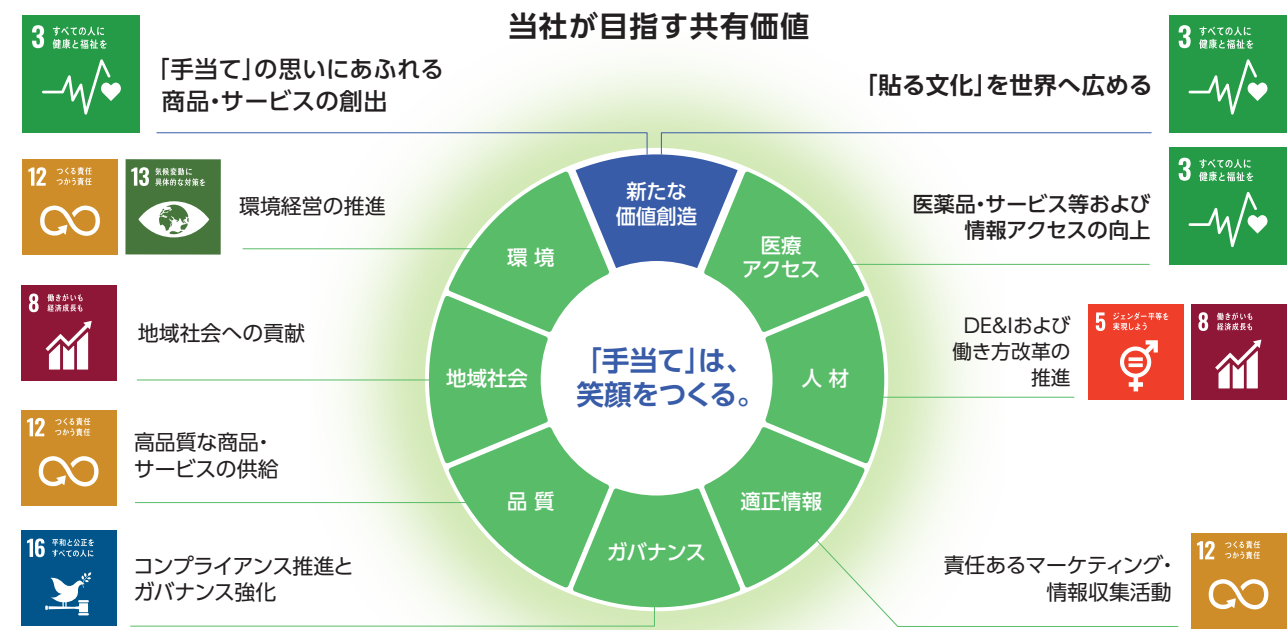 当社が目指す共有価値
3 すべての人に
健康と福祉を
「手当て」の思いにあふれる
商品・サービスの創出
「貼る文化」を世界へ広める
3 すべての人に
健康と福祉を
12 つくる責任
つかう責任
13 気候変動に
具体的な対策を
環境経営の推進
医薬品・サービス等および
情報アクセスの向上
3 すべての人に
健康と福祉を
8 働きがいも
経済成長も
地域社会への貢献
DE&Iおよび
働き方改革の
推進
5 ジェンダー平等を
実現しよう
8 働きがいも
経済成長も
12 つくる責任
つかう責任
高品質な商品・
サービスの供給
16 平和と公正を
すべての人に
コンプライアンス推進と
ガバナンス強化
責任あるマーケティング・
情報収集活動
12 つくる責任
つかう責任
新たな
価値創造
医療
アクセス
人材
適正情報
ガバナンス
品質
地域社会
環境
「手当て」は、
笑顔をつくる。